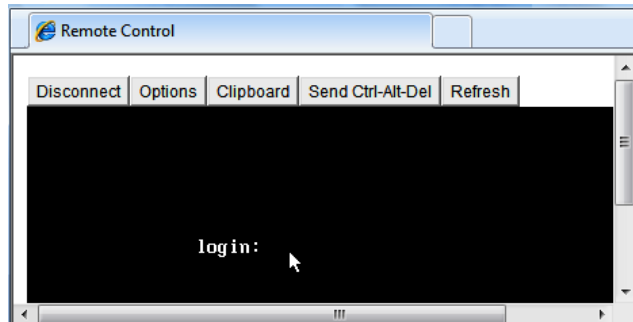 Remote Control
Disconnect Options Clipboard Send Ctrl-Alt-Del Refresh
login: